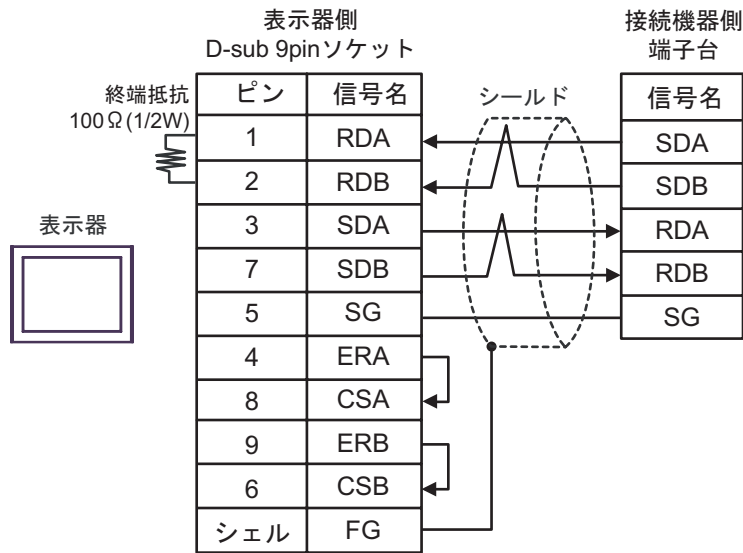 表示器側
D-sub 9pinソケット
接続機器側
端子台
終端抵抗
100Ω(1/2W)
表示器
シールド
ピン 信号名
1 RDA
2 RDB
3 SDA
7 SDB
5 SG
4 ERA
8 CSA
9 ERB
6 CSB
シェル FG
信号名
SDA
SDB
RDA
RDB
SG